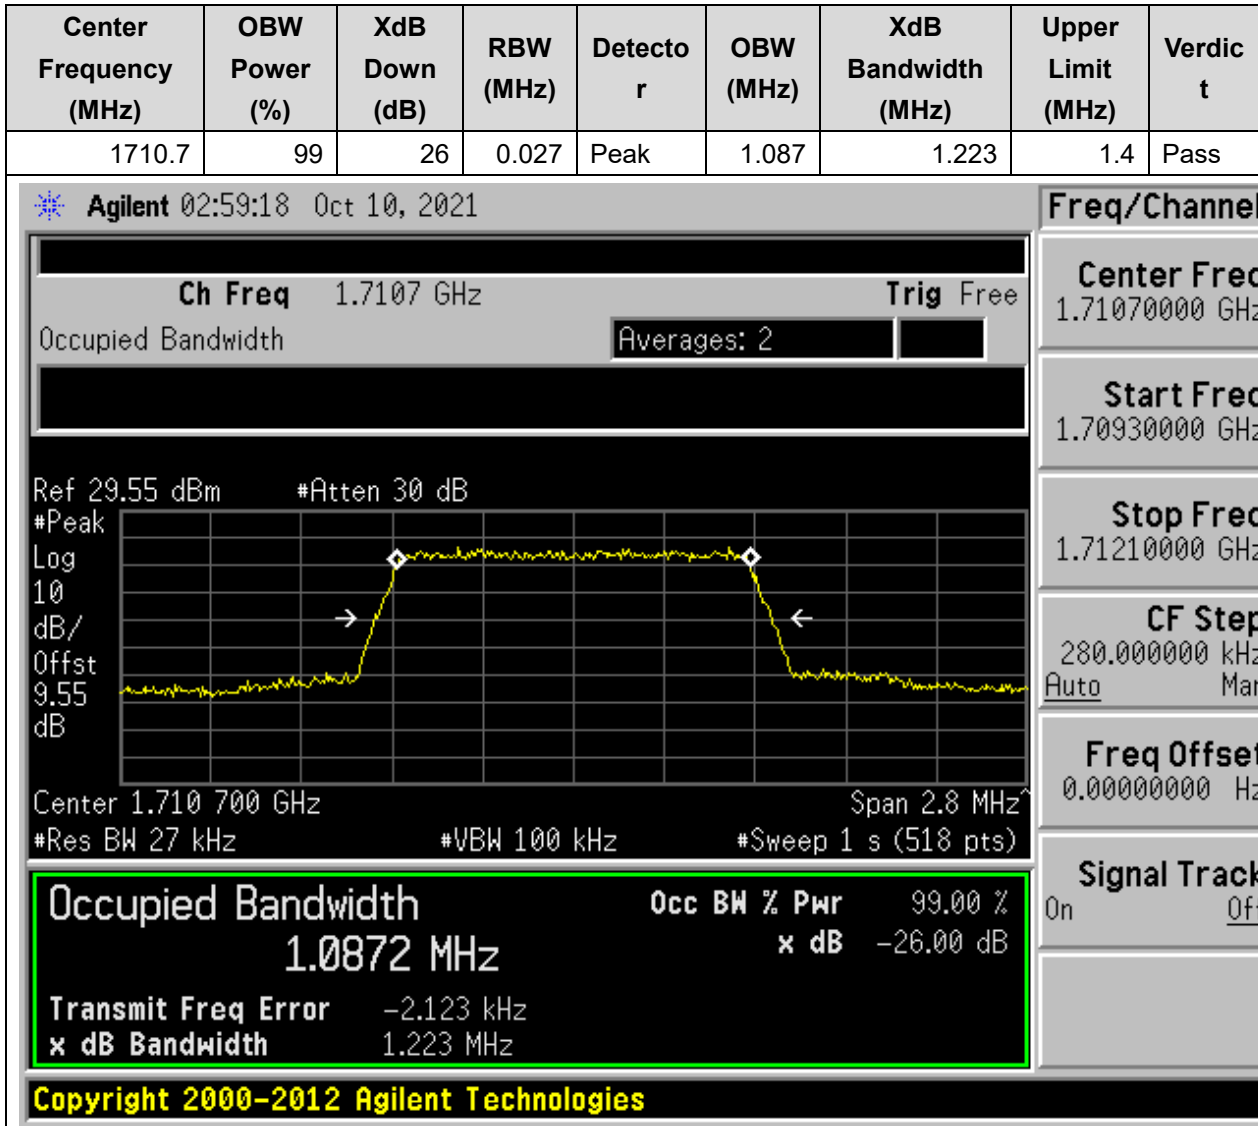 Center Frequency (MHz) OBW Power (%) XdB Down (dB) RBW (MHz) Detecto r OBW (MHz) XdB Bandwidth (MHz) Upper Limit (MHz) Verdic t
1710.7 99 26 0.027 Peak 1.087 1.223 1.4 Pass
Agilent 02:59:18 Oct 10, 2021
Freq/Channel
Ch Freq 1.7107 GHz Trig Free
Occupied Bandwidth Averages: 2
Center Freq
1.71070000 GHz
Start Freq
1.70930000 GHz
Stop Freq
1.71210000 GHz
CF Step
280.000000 kHz
Auto Man
Freq Offset
0.00000000 Hz
Signal Track
On Off
Ref 29.55 dBm #Atten 30 dB
#Peak
Log
10
dB/
Offst
9.55
dB
Center 1.710 700 GHz Span 2.8 MHz^
#Res BW 27 kHz #VBW 100 kHz #Sweep 1 s (518 pts)
Occupied Bandwidth Occ BW % Pwr 99.00 %
1.0872 MHz x dB -26.00 dB
Transmit Freq Error -2.123 kHz
x dB Bandwidth 1.223 MHz
Copyright 2000-2012 Agilent Technologies